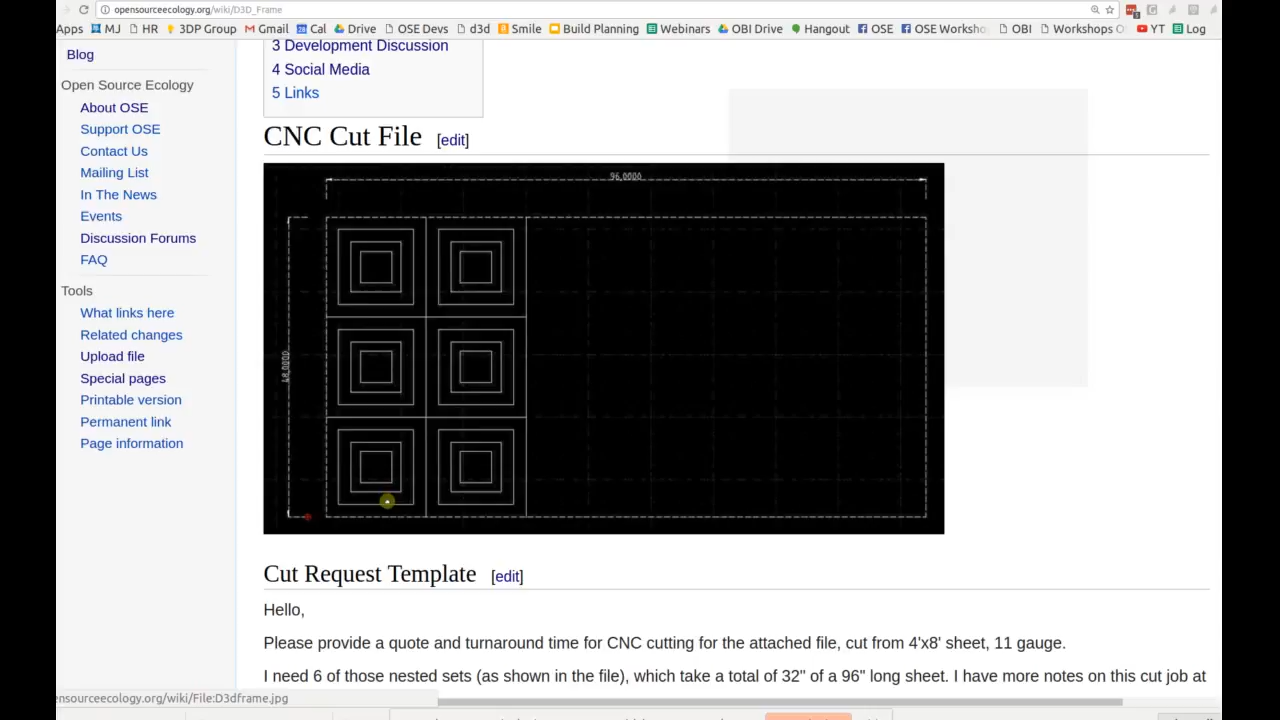 opensourceecology.org/wiki/D3D_Frame
Apps MJ HR 3DP Group Gmail Cal Drive OSE Devs d3d Smile Build Planning Webinars OBI Drive Hangout OSE OSE Worksho OBI Workshops O YT Log
Blog
Open Source Ecology
About OSE
Support OSE
Contact Us
Mailing List
In The News
Events
Discussion Forums
FAQ
Tools
What links here
Related changes
Upload file
Special pages
Printable version
Permanent link
Page information
3 Development Discussion
4 Social Media
5 Links
CNC Cut File [edit]
96.0000
48.0000
Cut Request Template [edit]
Hello,
Please provide a quote and turnaround time for CNC cutting for the attached file, cut from 4'x8' sheet, 11 gauge.
I need 6 of those nested sets (as shown in the file), which take a total of 32" of a 96" long sheet. I have more notes on this cut job at
ensourceecology.org/wiki/File:D3dframe.jpg